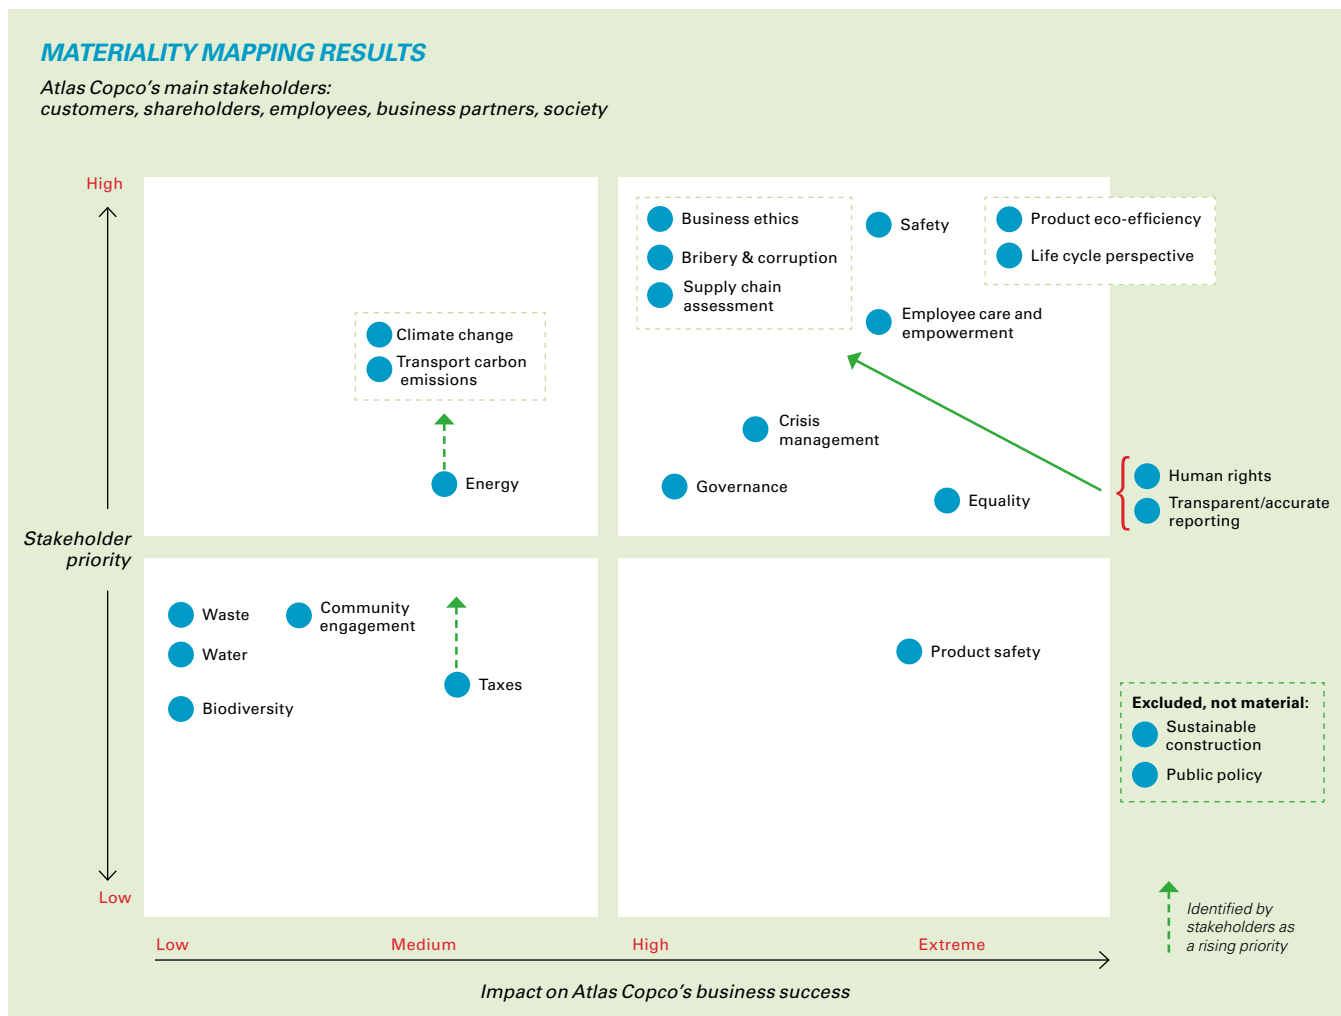 MATERIALITY MAPPING RESULTS
Atlas Copco’s main stakeholders:
customers, shareholders, employees, business partners, society
High
Stakeholder
priority
Low
Climate change
Transport carbon
emissions
Energy
Business ethics
Bribery & corruption
Supply chain
assessment
Safety
Product eco-efficiency
Life cycle perspective
Employee care and
empowerment
Crisis
management
Governance
Equality
Human rights
Transparent/accurate
reporting
Waste
Community
engagement
Water
Taxes
Biodiversity
Product safety
Excluded, not material:
Sustainable
construction
Public policy
Identified by
stakeholders as
a rising priority
Low
Medium
High
Extreme
Impact on Atlas Copco’s business success